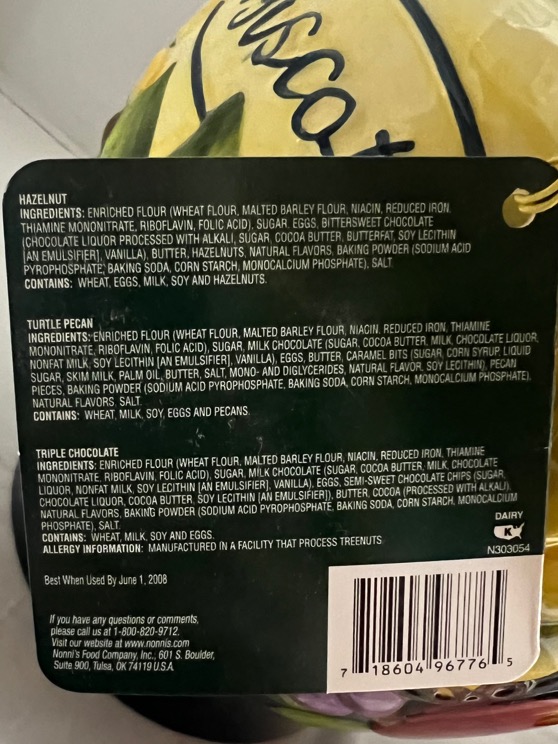 HAZELNUT
INGREDIENTS: ENRICHED FLOUR (WHEAT FLOUR, MALTED BARLEY FLOUR, NIACIN, REDUCED IRON,
THIAMINE MONONITRATE, RIBOFLAVIN, FOLIC ACID), SUGAR, EGGS, BITTERSWEET CHOCOLATE
(CHOCOLATE LIQUOR PROCESSED WITH ALKALI, SUGAR, COCOA BUTTER, BUTTERFAT, SOY LECITHIN
[AN EMULSIFIER], VANILLA), BUTTER, HAZELNUTS, NATURAL FLAVORS, BAKING POWDER (SODIUM ACID
PYROPHOSPHATE, BAKING SODA, CORN STARCH, MONOCALCIUM PHOSPHATE), SALT.
CONTAINS: WHEAT, EGGS, MILK, SOY AND HAZELNUTS.
TURTLE PECAN
INGREDIENTS: ENRICHED FLOUR (WHEAT FLOUR, MALTED BARLEY FLOUR, NIACIN, REDUCED IRON, THIAMINE
MONONITRATE, RIBOFLAVIN, FOLIC ACID), SUGAR, MILK CHOCOLATE (SUGAR, COCOA BUTTER, MILK, CHOCOLATE LIQUOR,
NONFAT MILK, SOY LECITHIN [AN EMULSIFIER], VANILLA), EGGS, BUTTER, CARAMEL BITS (SUGAR, CORN SYRUP, LIQUID
SUGAR, SKIM MILK, PALM OIL, BUTTER, SALT, MONO- AND DIGLYCERIDES, NATURAL FLAVOR, SOY LECITHIN), PECAN
PIECES, BAKING POWDER (SODIUM ACID PYROPHOSPHATE, BAKING SODA, CORN STARCH, MONOCALCIUM PHOSPHATE),
NATURAL FLAVORS, SALT.
CONTAINS: WHEAT, MILK, SOY, EGGS AND PECANS.
TRIPLE CHOCOLATE
INGREDIENTS: ENRICHED FLOUR (WHEAT FLOUR, MALTED BARLEY FLOUR, NIACIN, REDUCED IRON, THIAMINE
MONONITRATE, RIBOFLAVIN, FOLIC ACID), SUGAR, MILK CHOCOLATE (SUGAR, COCOA BUTTER, MILK, CHOCOLATE
LIQUOR, NONFAT MILK, SOY LECITHIN [AN EMULSIFIER], VANILLA), EGGS, SEMI-SWEET CHOCOLATE CHIPS (SUGAR,
CHOCOLATE LIQUOR, COCOA BUTTER, SOY LECITHIN [AN EMULSIFIER]), BUTTER, COCOA (PROCESSED WITH ALKALI),
NATURAL FLAVORS, BAKING POWDER (SODIUM ACID PYROPHOSPHATE, BAKING SODA, CORN STARCH, MONOCALCIUM
PHOSPHATE), SALT.
CONTAINS: WHEAT, MILK, SOY AND EGGS.
ALLERGY INFORMATION: MANUFACTURED IN A FACILITY THAT PROCESS TREENUTS.
DAIRY
K
N303054
Best When Used By June 1, 2008
If you have any questions or comments,
please call us at 1-800-820-9712.
Visit our website at www.nonnis.com
Nonni's Food Company, Inc., 601 S. Boulder,
Suite 900, Tulsa, OK 74119 U.S.A.
7 18604 96776 5